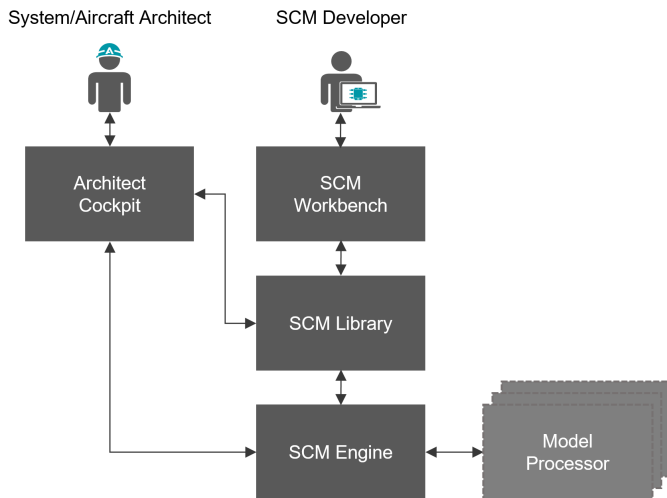 System/Aircraft Architect
SCM Developer
A
Architect
Cockpit
SCM
Workbench
SCM Library
SCM Engine
Model
Processor